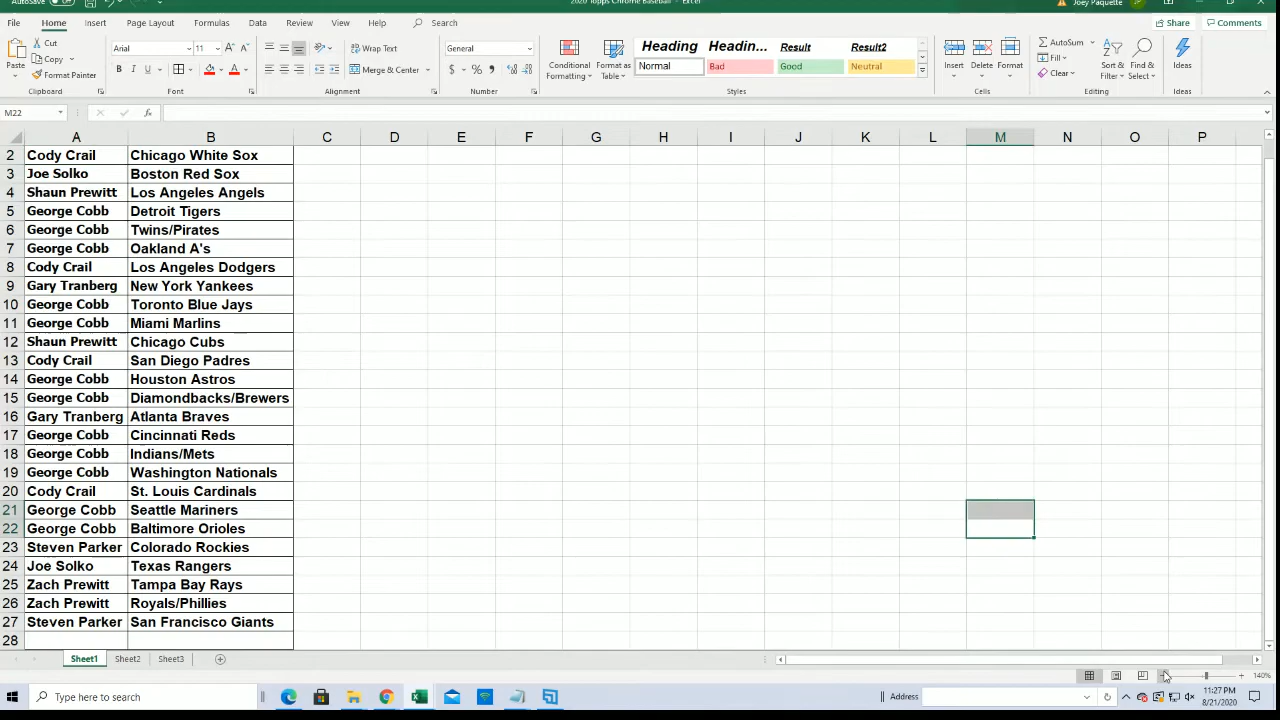 AutoSave Off 2020 Topps Chrome Baseball - Excel Joey Paquette JP
File Home Insert Page Layout Formulas Data Review View Help Search Share Comments
Paste Cut Copy Format Painter Clipboard
Arial 11 A A B I U A Font
Wrap Text Merge & Center Alignment
General $ % , Number
Conditional Formatting Format as Table
Heading Headin... Result Result2
Normal Bad Good Neutral
Styles
Insert Delete Format Cells
AutoSum Fill Clear Sort & Filter Find & Select Editing
Ideas Ideas
M22 fx
A B C D E F G H I J K L M N O P
2 Cody Crail Chicago White Sox
3 Joe Solko Boston Red Sox
4 Shaun Prewitt Los Angeles Angels
5 George Cobb Detroit Tigers
6 George Cobb Twins/Pirates
7 George Cobb Oakland A's
8 Cody Crail Los Angeles Dodgers
9 Gary Tranberg New York Yankees
10 George Cobb Toronto Blue Jays
11 George Cobb Miami Marlins
12 Shaun Prewitt Chicago Cubs
13 Cody Crail San Diego Padres
14 George Cobb Houston Astros
15 George Cobb Diamondbacks/Brewers
16 Gary Tranberg Atlanta Braves
17 George Cobb Cincinnati Reds
18 George Cobb Indians/Mets
19 George Cobb Washington Nationals
20 Cody Crail St. Louis Cardinals
21 George Cobb Seattle Mariners
22 George Cobb Baltimore Orioles
23 Steven Parker Colorado Rockies
24 Joe Solko Texas Rangers
25 Zach Prewitt Tampa Bay Rays
26 Zach Prewitt Royals/Phillies
27 Steven Parker San Francisco Giants
28
Sheet1 Sheet2 Sheet3
140%
Type here to search Address 11:27 PM
8/21/2020